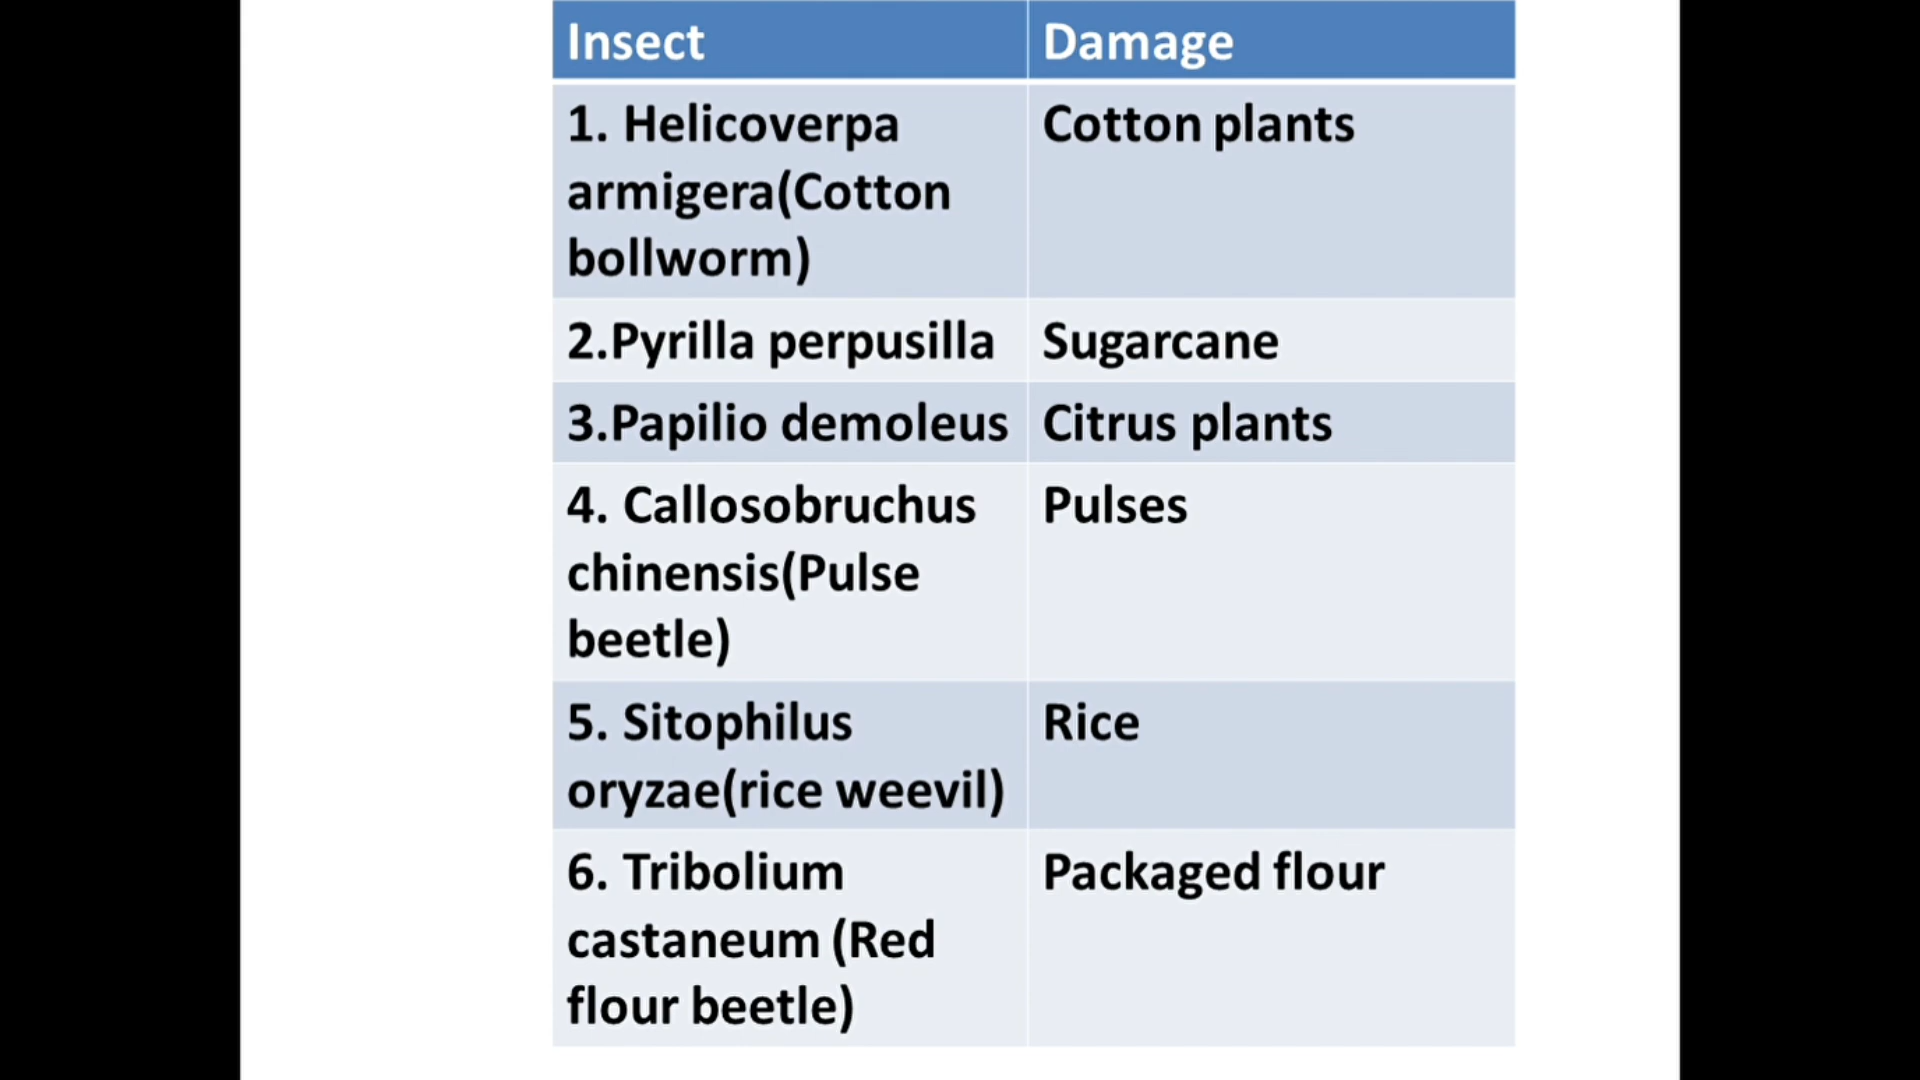 Insect Damage
1. Helicoverpa Cotton plants
armigera(Cotton
bollworm)
2.Pyrilla perpusilla Sugarcane
3.Papilio demoleus Citrus plants
4. Callosobruchus Pulses
chinensis(Pulse
beetle)
5. Sitophilus Rice
oryzae(rice weevil)
6. Tribolium Packaged flour
castaneum (Red
flour beetle)